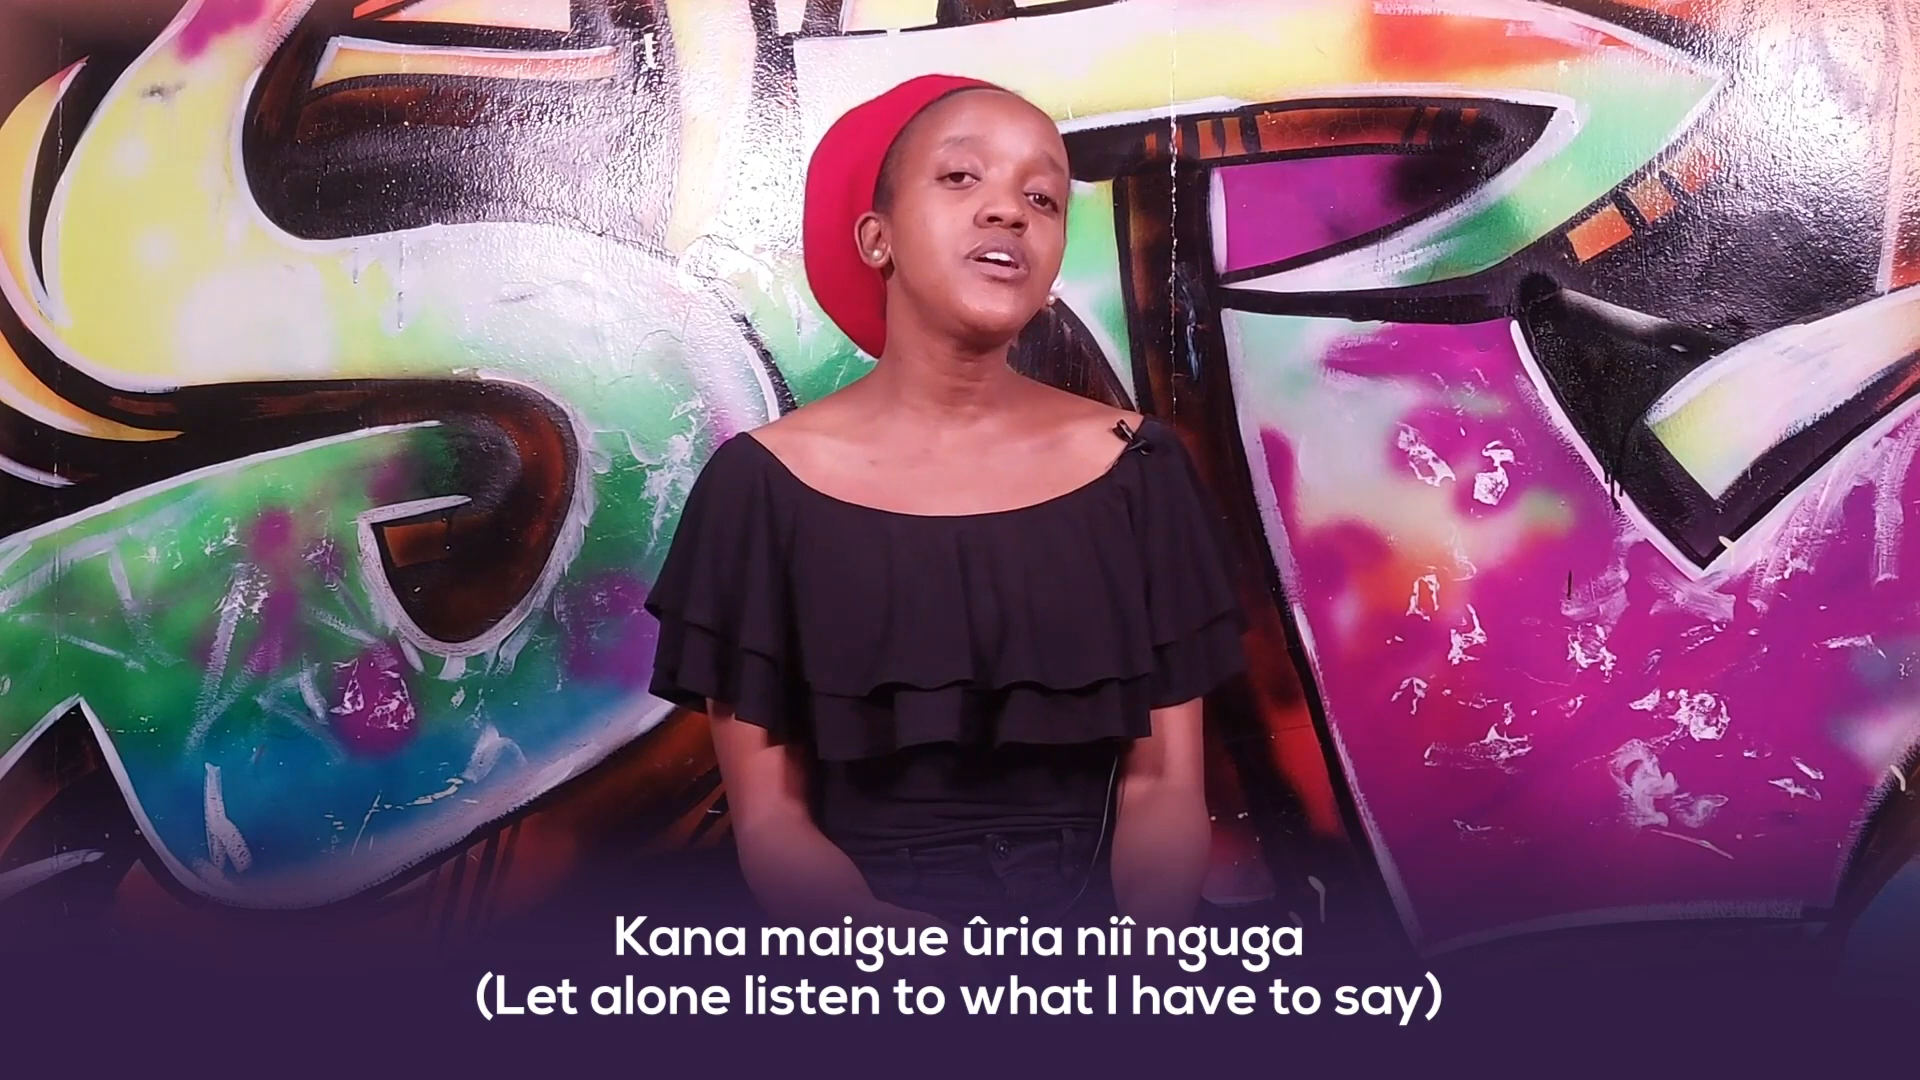 Kana maigue ûria niî nguga
(Let alone listen to what I have to say)